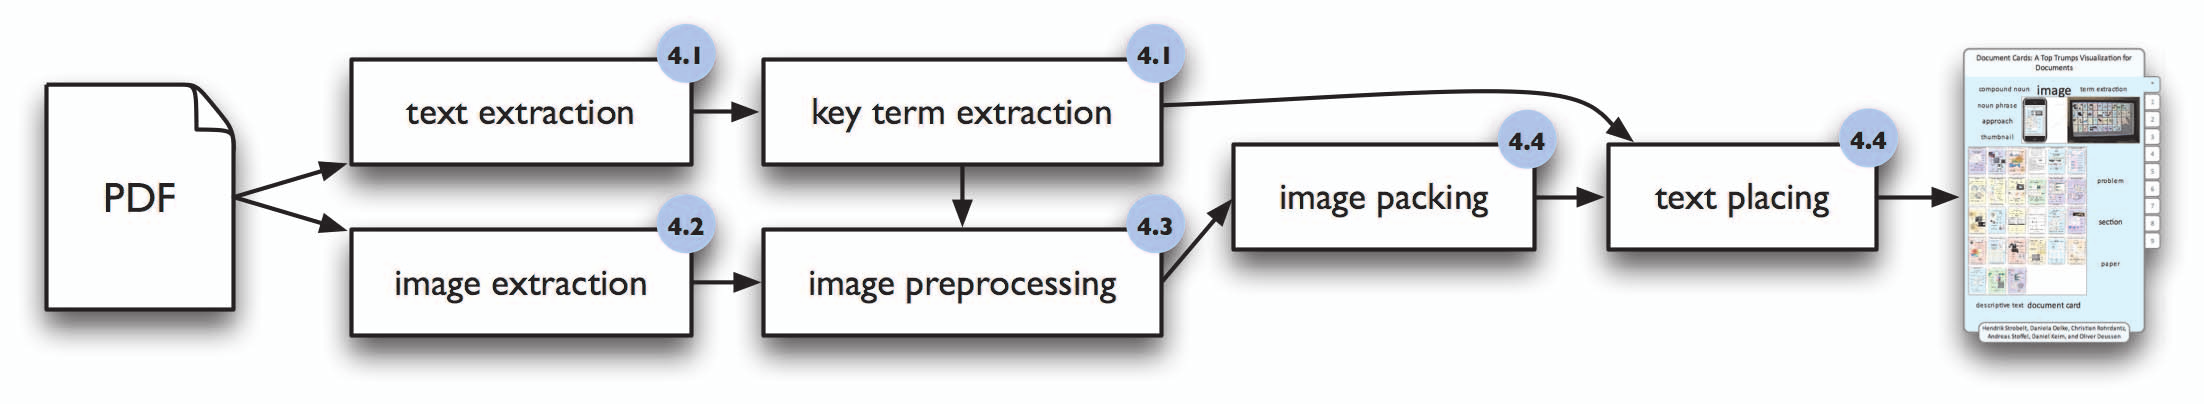 PDF
4.1
text extraction
4.1
key term extraction
4.2
image extraction
4.3
image preprocessing
4.4
image packing
4.4
text placing
Document Cards: A Top Trumps Visualization for
Documents
compound noun image term extraction
noun phrase
approach
thumbnail
problem
section
paper
descriptive text document card
Hendrik Strobelt, Daniela Oelke, Christian Rohrdantz,
Andreas Stoffel, Daniel Keim, and Oliver Deussen
1
2
3
4
5
6
7
8
9